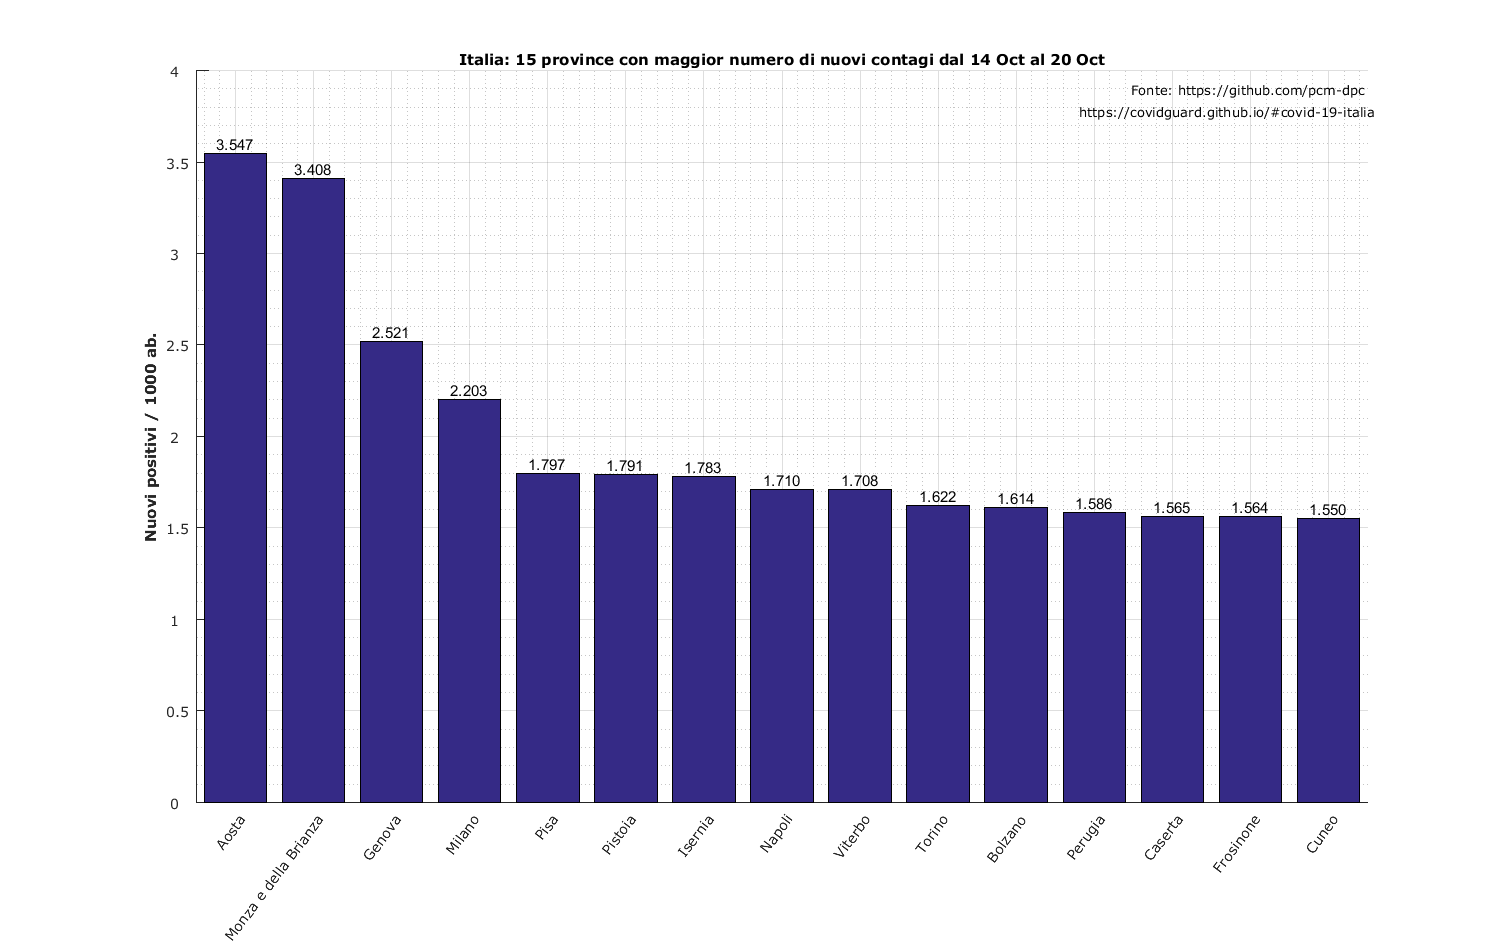 Italia: 15 province con maggior numero di nuovi contagi dal 14 Oct al 20 Oct
Fonte: https://github.com/pcm-dpc
https://covidguard.github.io/#covid-19-italia
Nuovi positivi / 1000 ab.
4
3.5
3
2.5
2
1.5
1
0.5
0
3.547
3.408
2.521
2.203
1.797
1.791
1.783
1.710
1.708
1.622
1.614
1.586
1.565
1.564
1.550
Aosta
Monza e della Brianza
Genova
Milano
Pisa
Pistoia
Isernia
Napoli
Viterbo
Torino
Bolzano
Perugia
Caserta
Frosinone
Cuneo